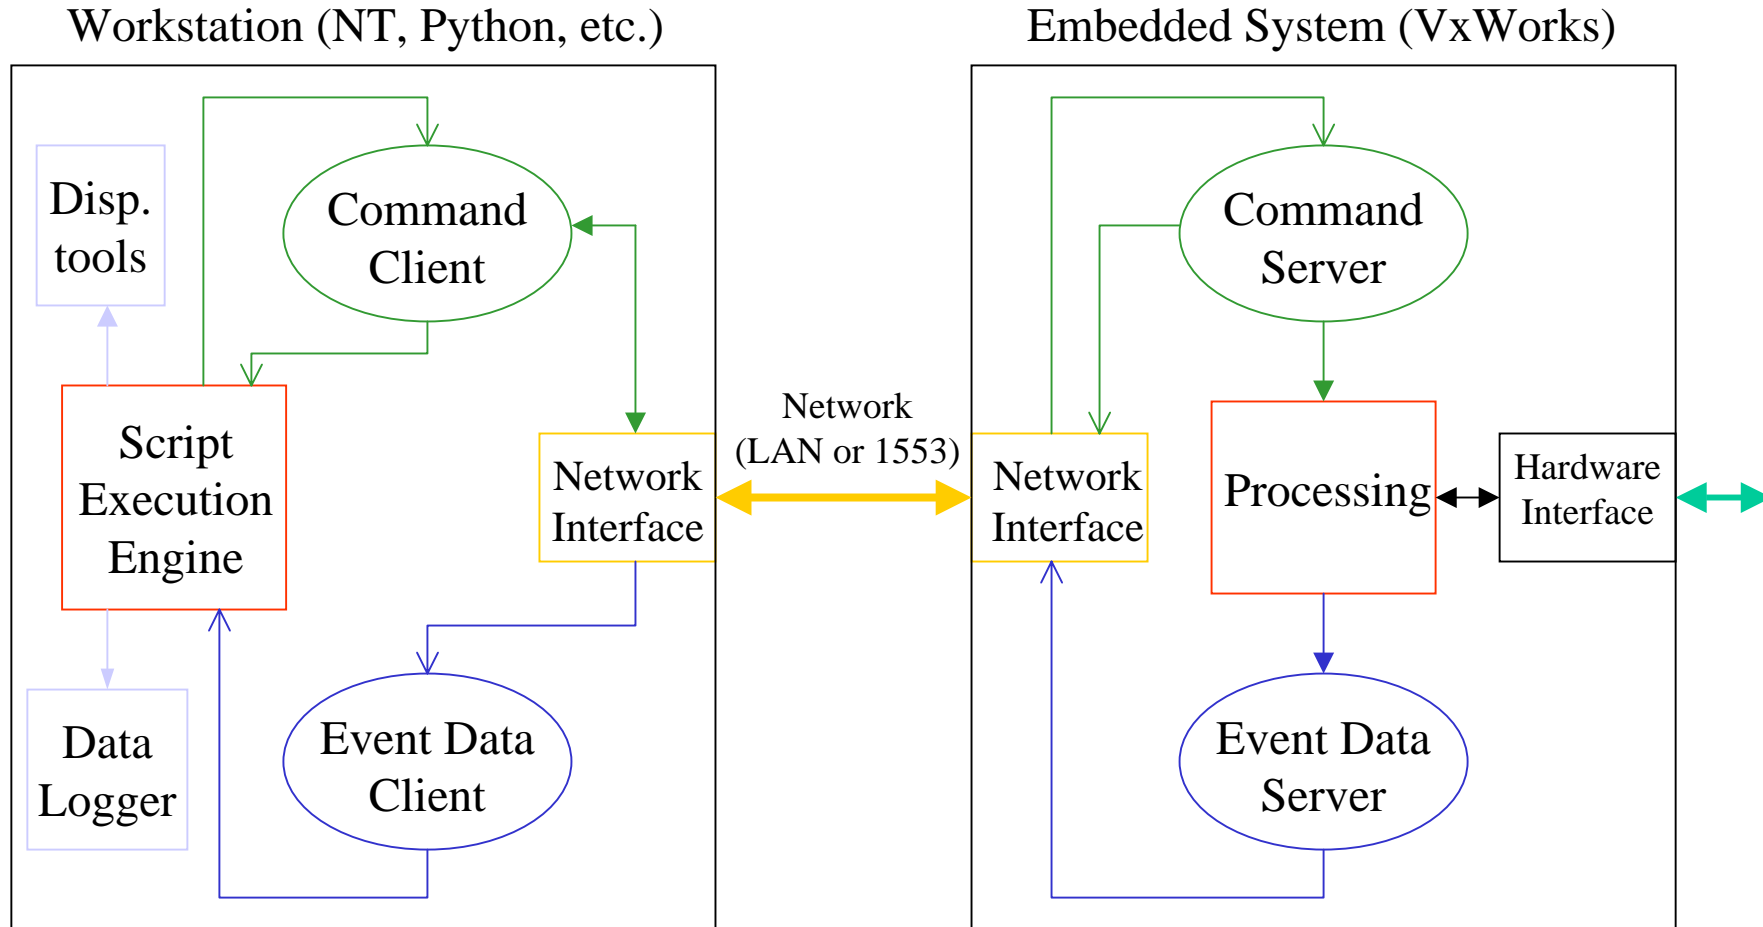 Workstation (NT, Python, etc.)
Embedded System (VxWorks)
Disp.
tools
Command
Client
Script
Execution
Engine
Network
Interface
Data
Logger
Event Data
Client
Network
(LAN or 1553)
Network
Interface
Command
Server
Processing
Hardware
Interface
Event Data
Server